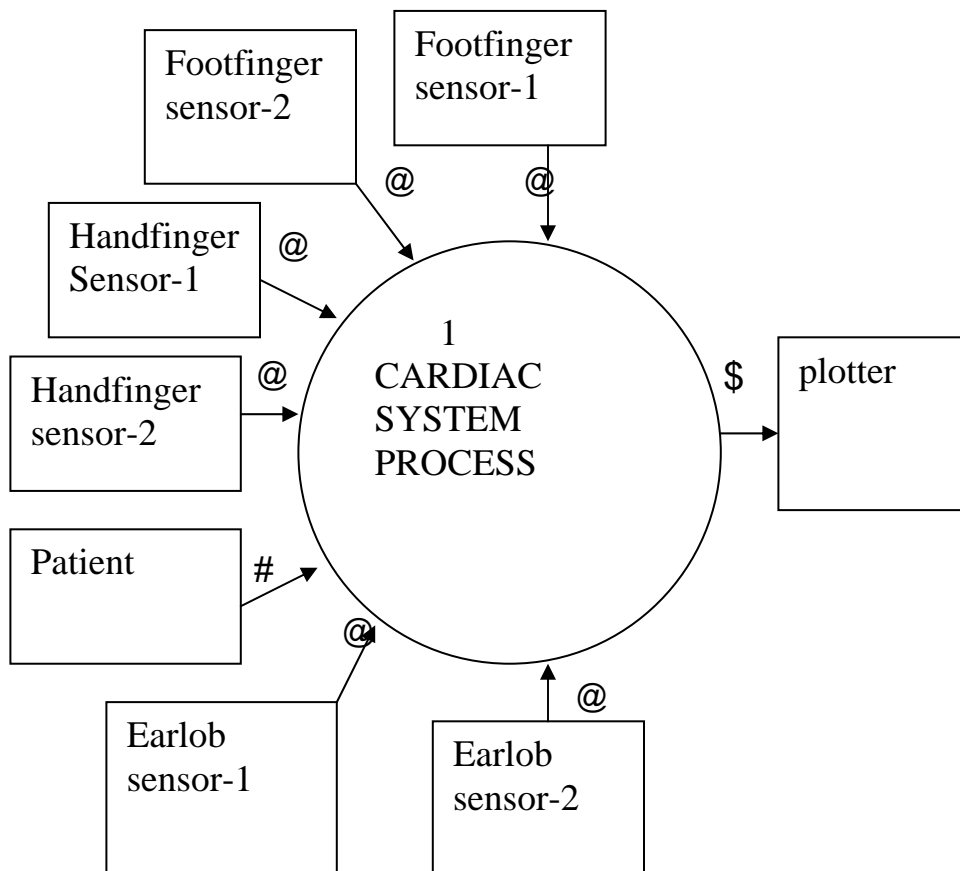 Footfinger
sensor-2
Footfinger
sensor-1
@
@
Handfinger
Sensor-1
@
Handfinger
sensor-2
@
1
CARDIAC
SYSTEM
PROCESS
$
plotter
Patient
#
@
Earlob
sensor-1
@
Earlob
sensor-2